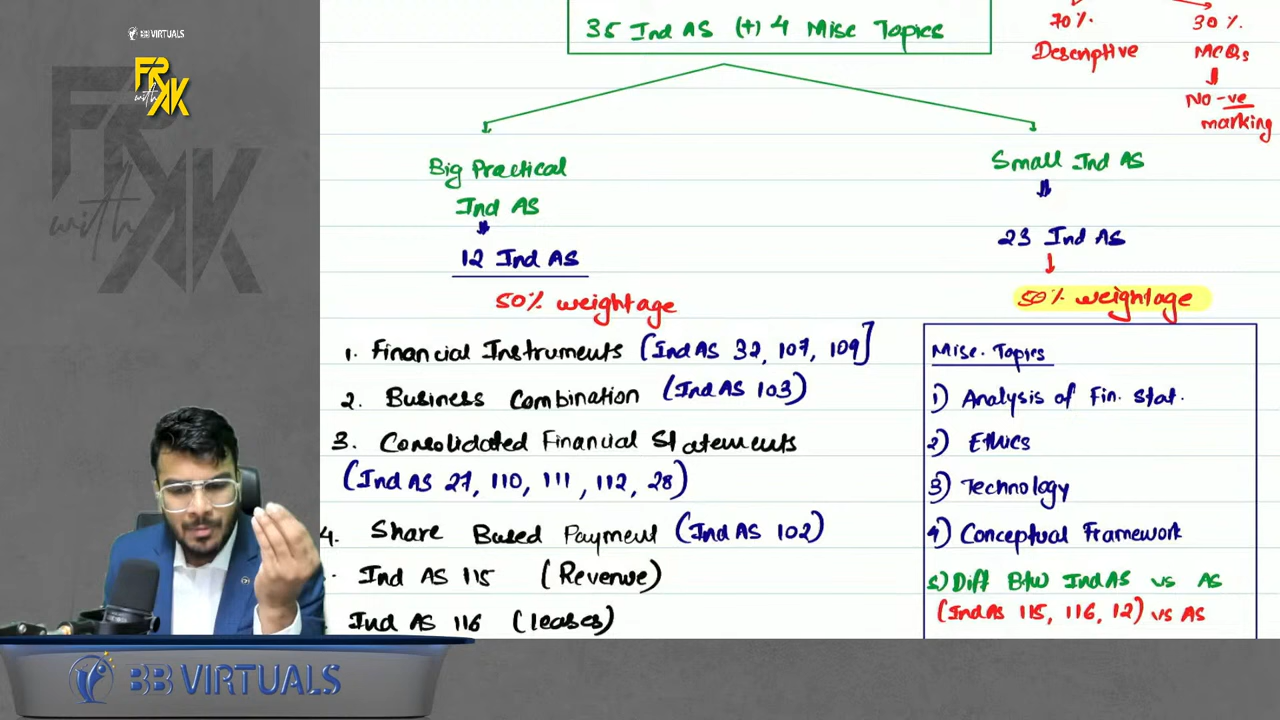 BB VIRTUALS
FR
with
AK
FR
with
AK
35 Ind AS (+) 4 Misc Topics
70%.
Descriptive
30%.
MCQs
No -ve
marking
Big Practical
Ind AS
12 Ind AS
50% weightage
Small Ind AS
23 Ind AS
50% weightage
1. Financial Instruments (Ind AS 32, 107, 109]
2. Business Combination (Ind AS 103)
3. Consolidated Financial Statements
(Ind AS 27, 110, 111, 112, 28)
4. Share Based Payment (Ind AS 102)
Ind AS 115 (Revenue)
Ind AS 116 (leases)
Misc. Topics
1) Analysis of Fin. Stat.
2) Ethics
3) Technology
4) Conceptual Framework
5) Diff Btw Ind AS vs AS
(Ind As 115, 116, 12) vs AS
BB VIRTUALS